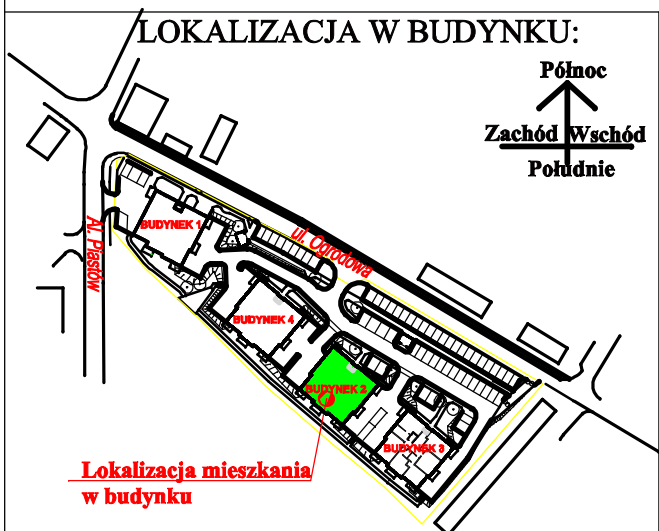 LOKALIZACJA W BUDYNKU:
Północ
Zachód Wschód
Południe
BUDYNEK 1
Al. Piastów
ul. Ogrodowa
BUDYNEK 4
BUDYNEK 2
BUDYNEK 3
Lokalizacja mieszkania
w budynku